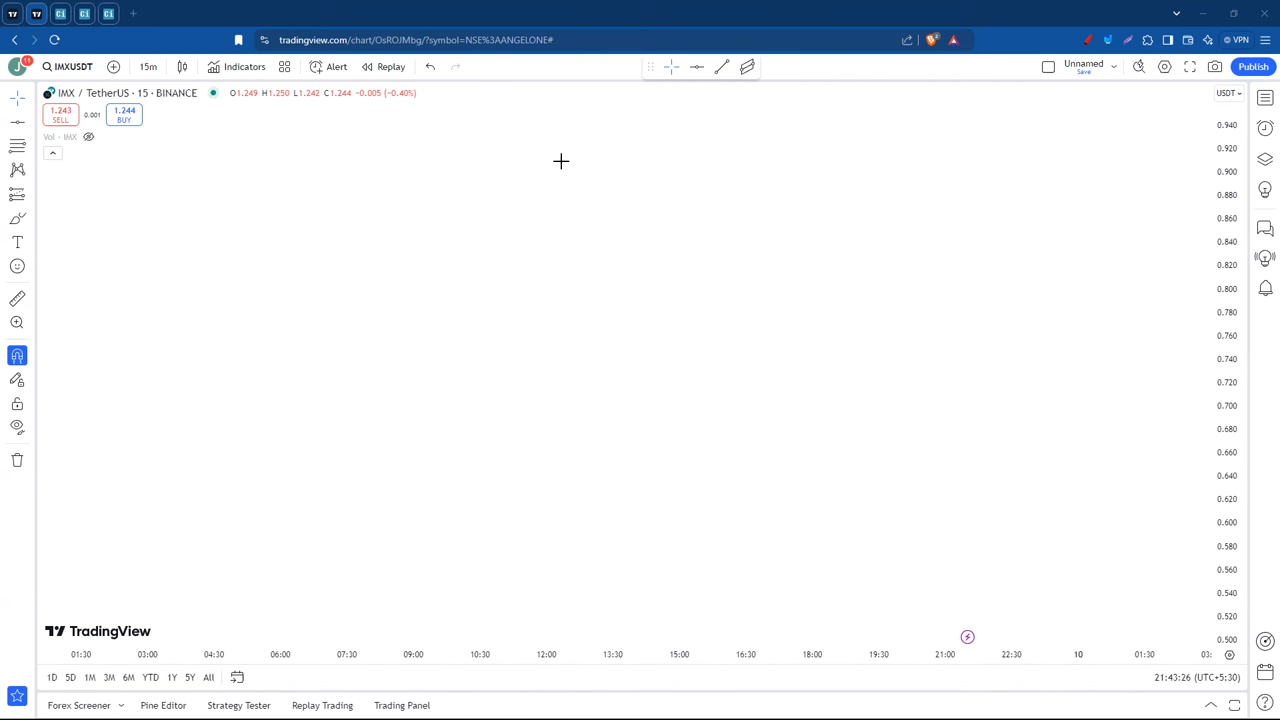 tradingview.com/chart/OsROJMbg/?symbol=NSE%3AANGELONE#
2
VPN
J
11
IMXUSDT
15m
Indicators
Alert
Replay
Unnamed
Save
Publish
IMX / TetherUS · 15 · BINANCE
O1.249 H1.250 L1.242 C1.244 −0.005 (−0.40%)
USDT
1.243
SELL
0.001
1.244
BUY
Vol · IMX
0.940
0.920
0.900
0.880
0.860
0.840
0.820
0.800
0.780
0.760
0.740
0.720
0.700
0.680
0.660
0.640
0.620
0.600
0.580
0.560
0.540
0.520
0.500
TradingView
01:30 03:00 04:30 06:00 07:30 09:00 10:30 12:00 13:30 15:00 16:30 18:00 19:30 21:00 22:30 10 01:30 03:
1D 5D 1M 3M 6M YTD 1Y 5Y All
21:43:26 (UTC+5:30)
Forex Screener Pine Editor Strategy Tester Replay Trading Trading Panel